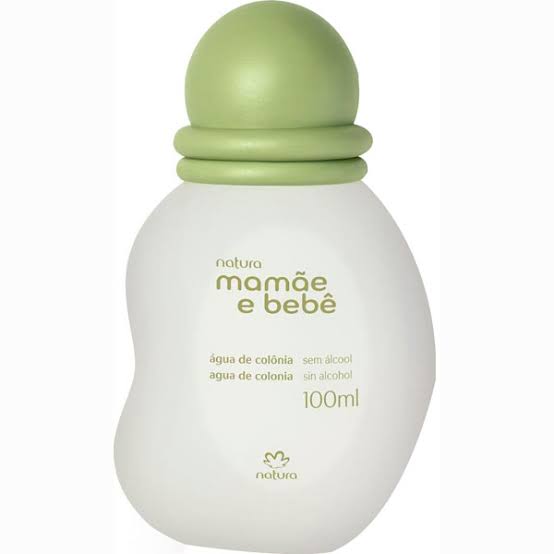 natura
mamãe
e bebê
água de colônia sem álcool
agua de colonia sin alcohol
100ml
natura